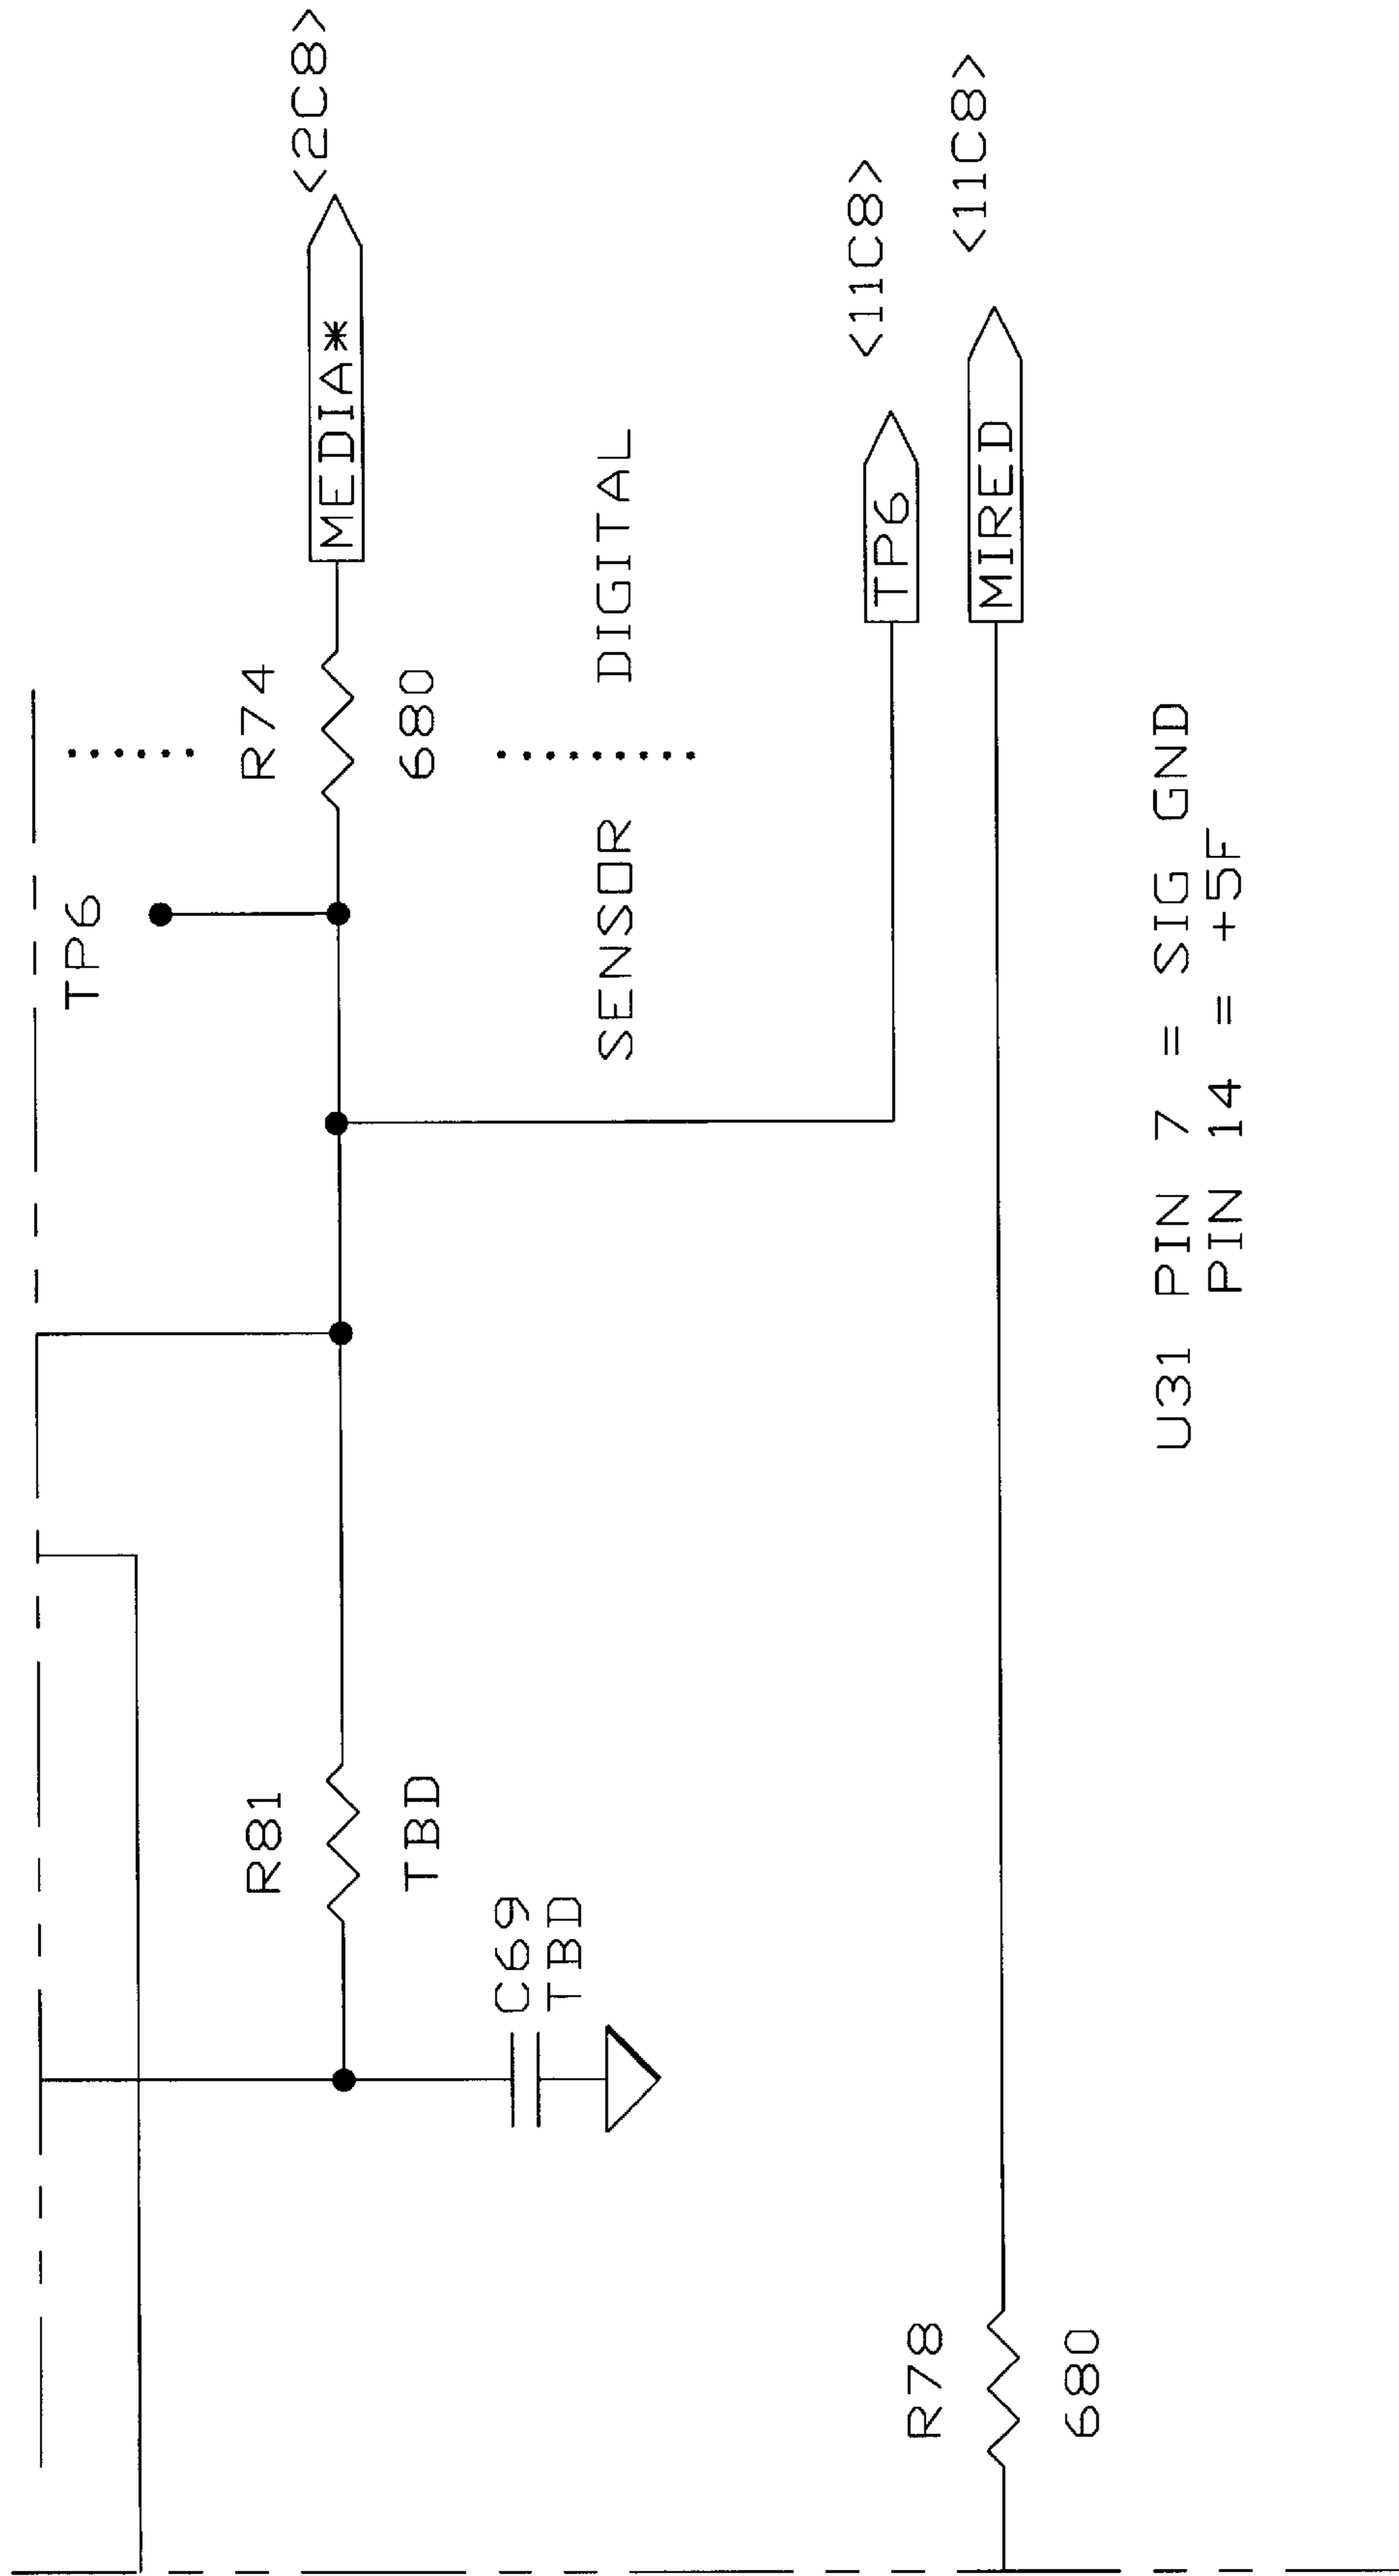 <2C8>
MEDIA*
R74
680
TP6
SENSOR DIGITAL
<11C8>
TP6
<11C8>
MIRED
R81
TBD
C69
TBD
R78
680
U31 PIN 7 = SIG GND
PIN 14 = +5F